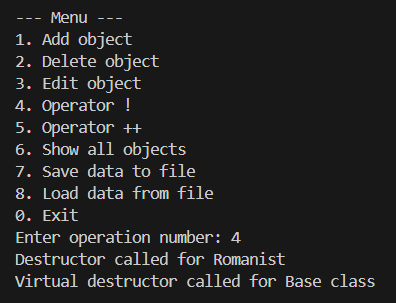 --- Menu ---
1. Add object
2. Delete object
3. Edit object
4. Operator !
5. Operator ++
6. Show all objects
7. Save data to file
8. Load data from file
0. Exit
Enter operation number: 4
Destructor called for Romanist
Virtual destructor called for Base class